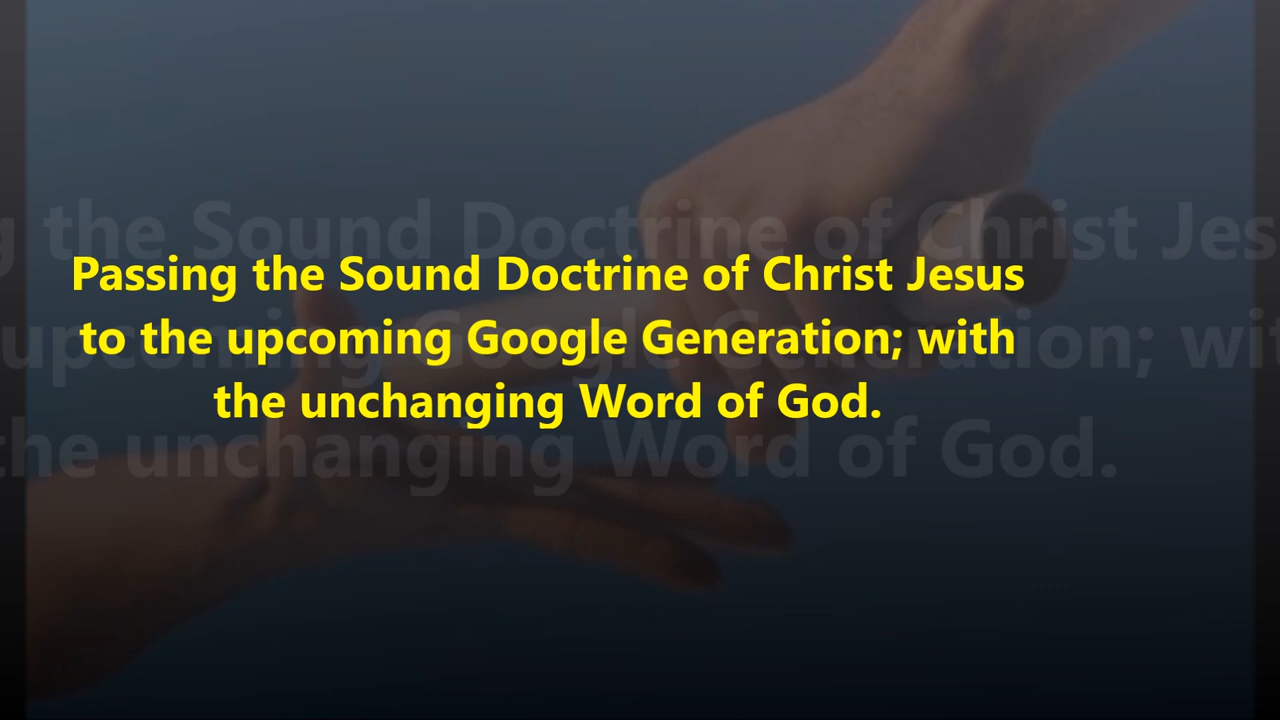 Passing the Sound Doctrine of Christ Jesus
to the upcoming Google Generation; with
the unchanging Word of God.